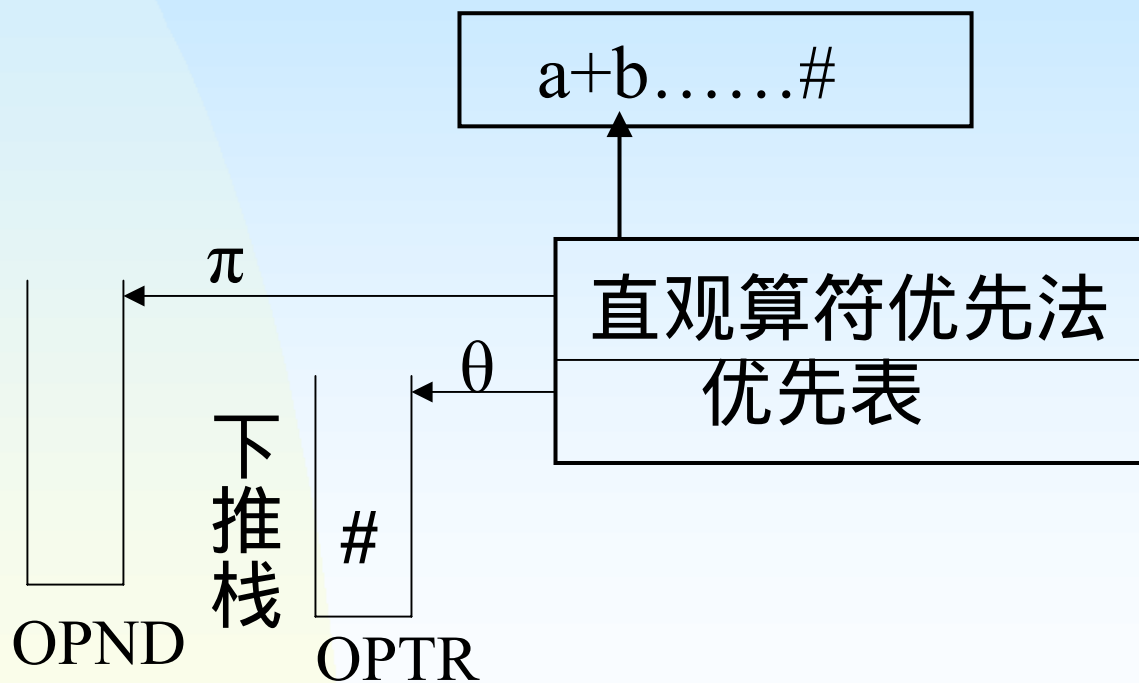 a+b......#
π
直观算符优先法
θ
优先表
下推栈
#
OPND
OPTR